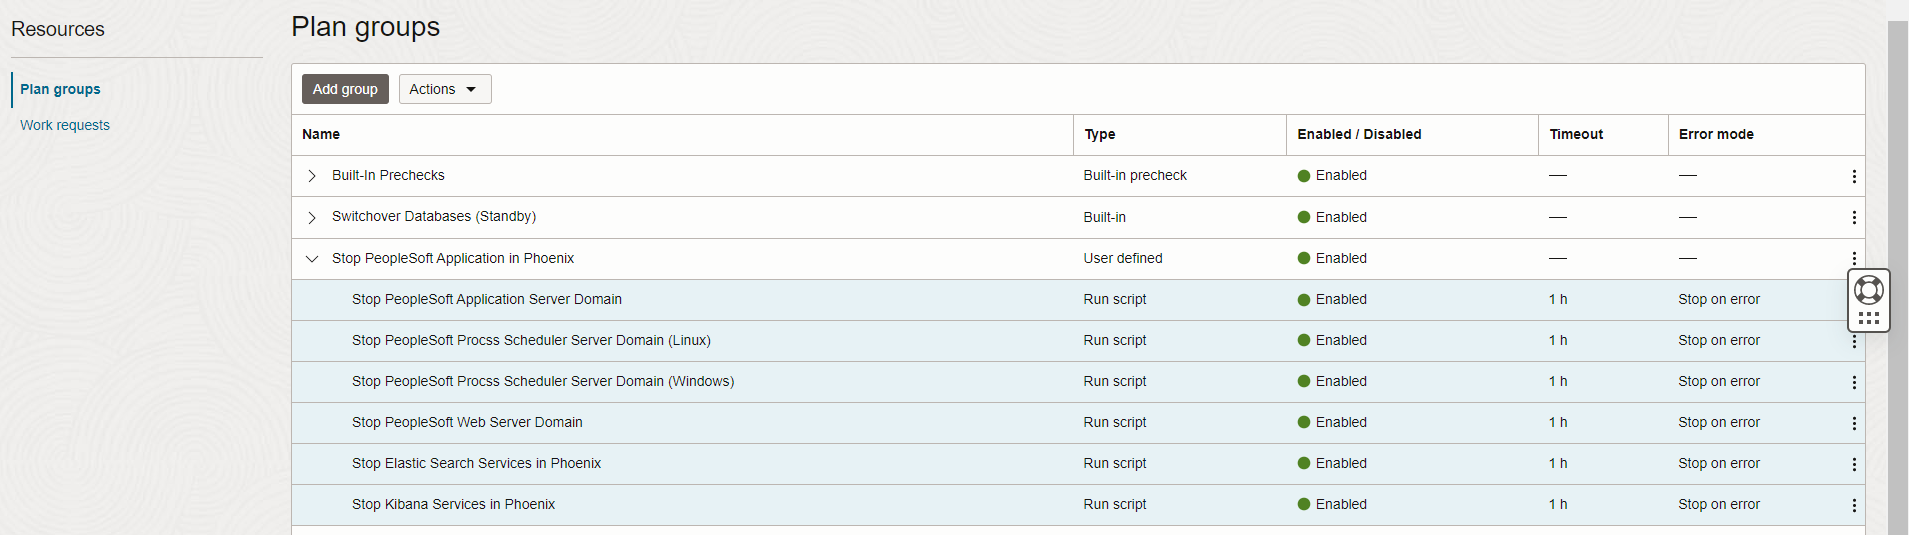 Resources
Plan groups
Work requests
Plan groups
Add group Actions
Name Type Enabled / Disabled Timeout Error mode
Built-In Prechecks Built-in precheck Enabled — —
Switchover Databases (Standby) Built-in Enabled — —
Stop PeopleSoft Application in Phoenix User defined Enabled — —
Stop PeopleSoft Application Server Domain Run script Enabled 1 h Stop on error
Stop PeopleSoft Procss Scheduler Server Domain (Linux) Run script Enabled 1 h Stop on error
Stop PeopleSoft Procss Scheduler Server Domain (Windows) Run script Enabled 1 h Stop on error
Stop PeopleSoft Web Server Domain Run script Enabled 1 h Stop on error
Stop Elastic Search Services in Phoenix Run script Enabled 1 h Stop on error
Stop Kibana Services in Phoenix Run script Enabled 1 h Stop on error